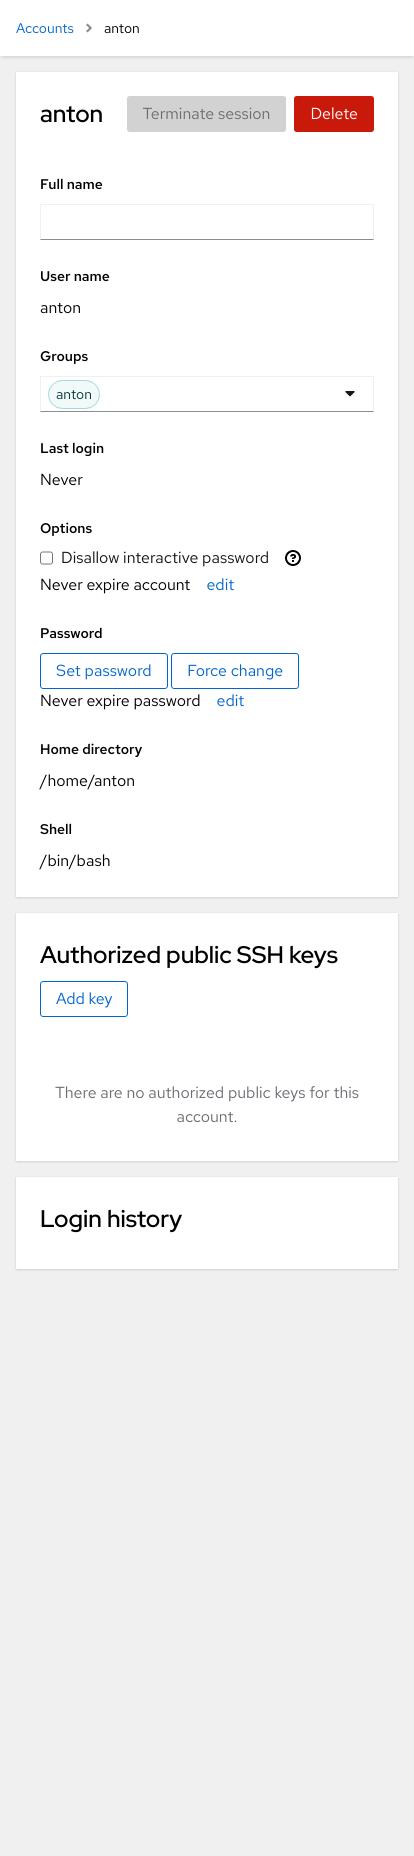 Accounts > anton
anton Terminate session Delete
Full name
User name
anton
Groups
anton
Last login
Never
Options
Disallow interactive password
Never expire account edit
Password
Set password Force change
Never expire password edit
Home directory
/home/anton
Shell
/bin/bash
Authorized public SSH keys
Add key
There are no authorized public keys for this
account.
Login history